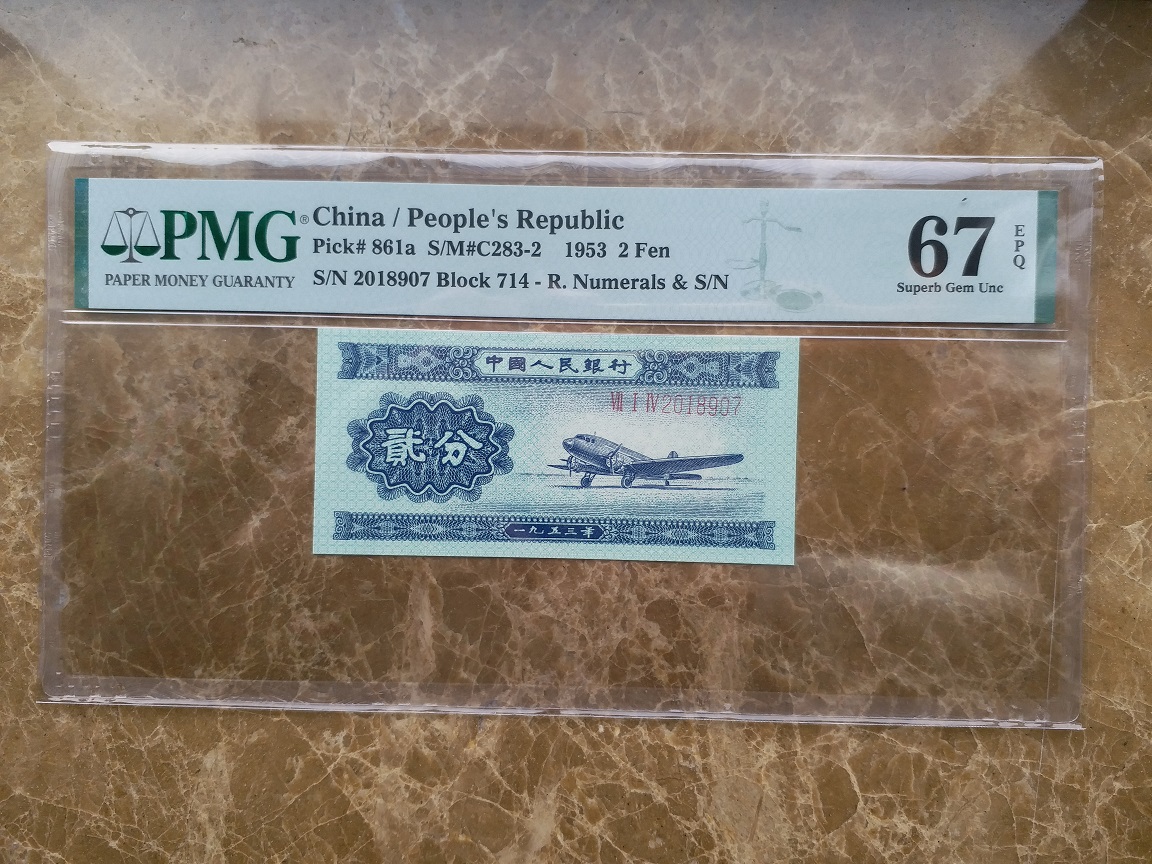 PMG®
PAPER MONEY GUARANTY
China / People's Republic
Pick# 861a S/M#C283-2 1953 2 Fen
S/N 2018907 Block 714 - R. Numerals & S/N
67
EPQ
Superb Gem Unc
中國人民銀行
VII I IV 2018907
貳分
一九五三年